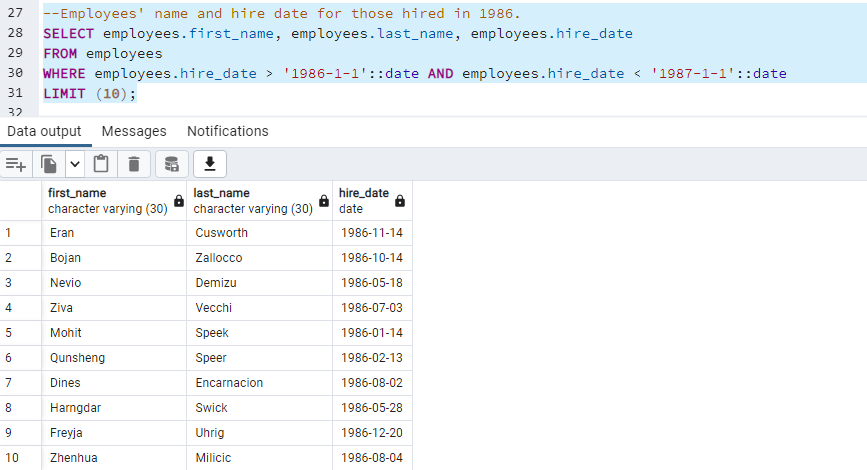 27 --Employees' name and hire date for those hired in 1986.
28 SELECT employees.first_name, employees.last_name, employees.hire_date
29 FROM employees
30 WHERE employees.hire_date > '1986-1-1'::date AND employees.hire_date < '1987-1-1'::date
31 LIMIT (10);
32
Data output Messages Notifications
first_name last_name hire_date
character varying (30) character varying (30) date
1 Eran Cusworth 1986-11-14
2 Bojan Zallocco 1986-10-14
3 Nevio Demizu 1986-05-18
4 Ziva Vecchi 1986-07-03
5 Mohit Speek 1986-01-14
6 Qunsheng Speer 1986-02-13
7 Dines Encarnacion 1986-08-02
8 Harngdar Swick 1986-05-28
9 Freyja Uhrig 1986-12-20
10 Zhenhua Milicic 1986-08-04